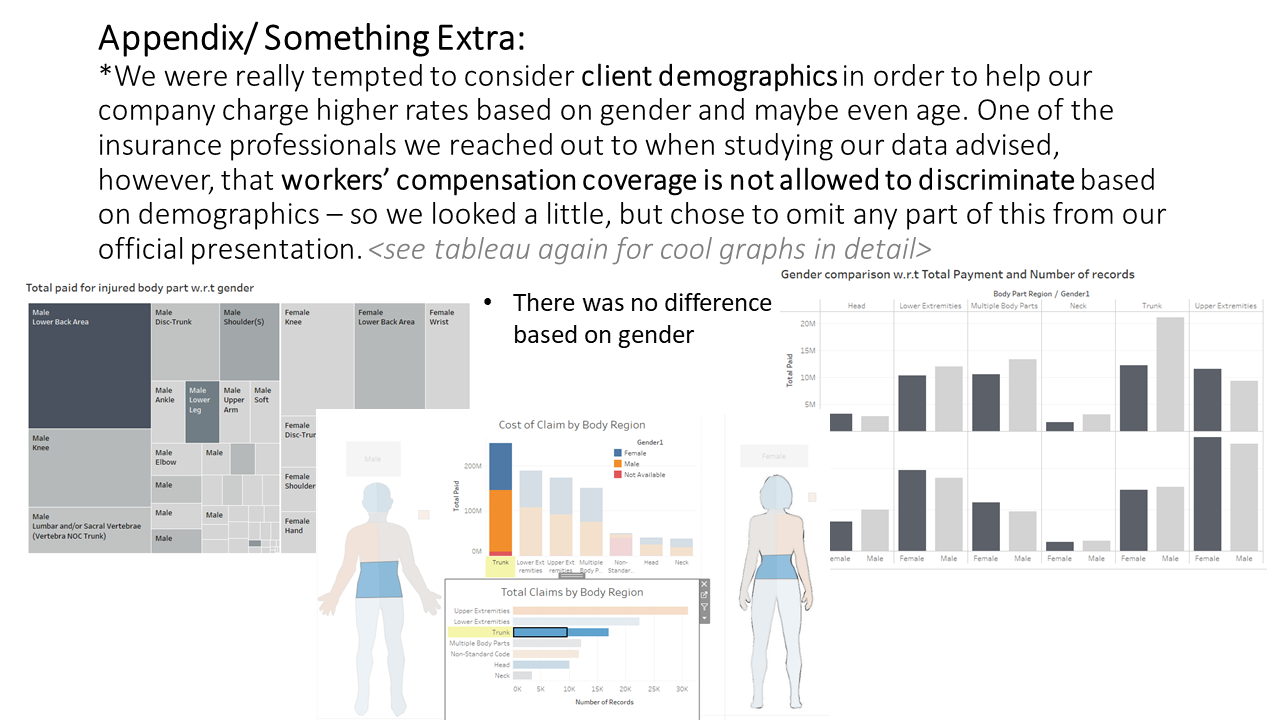 Appendix/ Something Extra:
*We were really tempted to consider client demographics in order to help our
company charge higher rates based on gender and maybe even age. One of the
insurance professionals we reached out to when studying our data advised,
however, that workers’ compensation coverage is not allowed to discriminate based
on demographics – so we looked a little, but chose to omit any part of this from our
official presentation. <see tableau again for cool graphs in detail>
Total paid for injured body part w.r.t gender
Male
Lower Back Area
Male
Knee
Male
Lumbar and/or Sacral Vertebrae
(Vertebra NOC Trunk)
Male
Disc-Trunk
Male
Shoulder(S)
Male
Ankle
Male
Lower
Leg
Male
Upper
Arm
Male
Soft
Male
Elbow
Male
Male
Male
Male
Male
Female
Knee
Female
Lower Back Area
Female
Wrist
Female
Disc-Trun
Female
Shoulder
Female
Hand
• There was no difference
based on gender
Gender comparison w.r.t Total Payment and Number of records
Body Part Region / Gender1
Head Lower Extremities Multiple Body Parts Neck Trunk Upper Extremities
Total Paid
20M
15M
10M
5M
emale Male Female Male Female Male Female Male Female Male Female Male
Male
Cost of Claim by Body Region
Gender1
Female
Male
Not Available
Total Paid
200M
100M
0M
Trunk Lower Ext Upper Ext Multiple Non- Head Neck
remities remities Body P.. Standar..
Total Claims by Body Region
Upper Extremities
Lower Extremities
Trunk
Multiple Body Parts
Non-Standard Code
Head
Neck
0K 5K 10K 15K 20K 25K 30K
Number of Records
Female